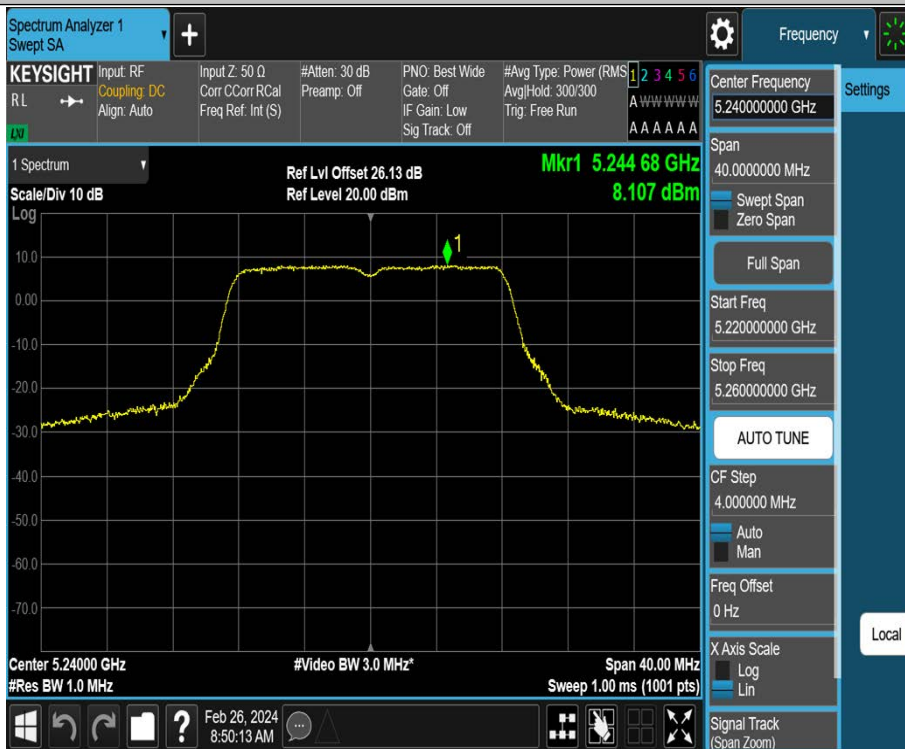 Spectrum Analyzer 1
Swept SA
Frequency
KEYSIGHT
RL
LXI
Input: RF
Coupling: DC
Align: Auto
Input Z: 50 Ω
Corr CCorr RCal
Freq Ref: Int (S)
#Atten: 30 dB
Preamp: Off
PNO: Best Wide
Gate: Off
IF Gain: Low
Sig Track: Off
#Avg Type: Power (RMS
Avg|Hold: 300/300
Trig: Free Run
1 2 3 4 5 6
A W W W W W
A A A A A A
1 Spectrum
Scale/Div 10 dB
Log
Ref Lvl Offset 26.13 dB
Ref Level 20.00 dBm
Mkr1 5.244 68 GHz
8.107 dBm
1
10.0
0.00
-10.0
-20.0
-30.0
-40.0
-50.0
-60.0
-70.0
Center 5.24000 GHz
#Res BW 1.0 MHz
#Video BW 3.0 MHz*
Span 40.00 MHz
Sweep 1.00 ms (1001 pts)
Feb 26, 2024
8:50:13 AM
Center Frequency
5.240000000 GHz
Span
40.0000000 MHz
Swept Span
Zero Span
Full Span
Start Freq
5.220000000 GHz
Stop Freq
5.260000000 GHz
AUTO TUNE
CF Step
4.000000 MHz
Auto
Man
Freq Offset
0 Hz
X Axis Scale
Log
Lin
Signal Track
(Span Zoom)
Settings
Local